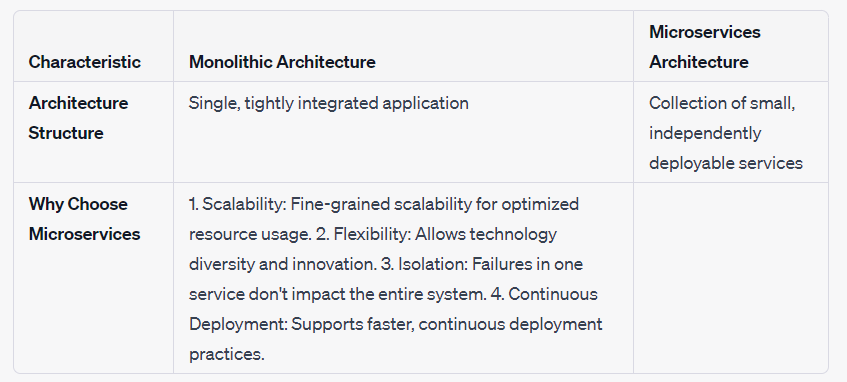 Characteristic
Monolithic Architecture
Microservices
Architecture
Architecture
Structure
Single, tightly integrated application
Collection of small,
independently
deployable services
Why Choose
Microservices
1. Scalability: Fine-grained scalability for optimized
resource usage. 2. Flexibility: Allows technology
diversity and innovation. 3. Isolation: Failures in one
service don't impact the entire system. 4. Continuous
Deployment: Supports faster, continuous deployment
practices.